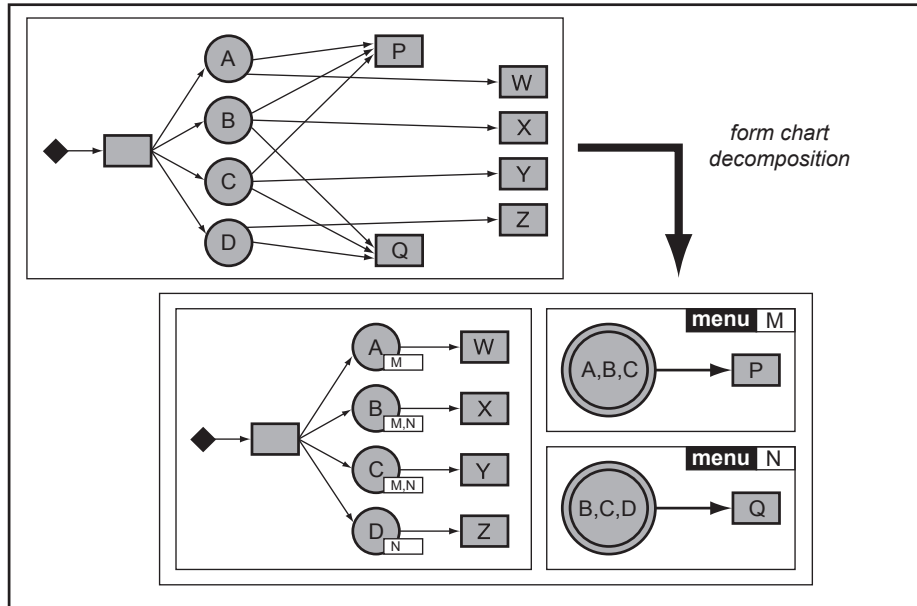 A
P
W
B
X
form chart
decomposition
C
Y
D
Z
Q
menu M
A
M
W
A,B,C
P
B
M,N
X
menu N
C
M,N
Y
B,C,D
Q
D
N
Z